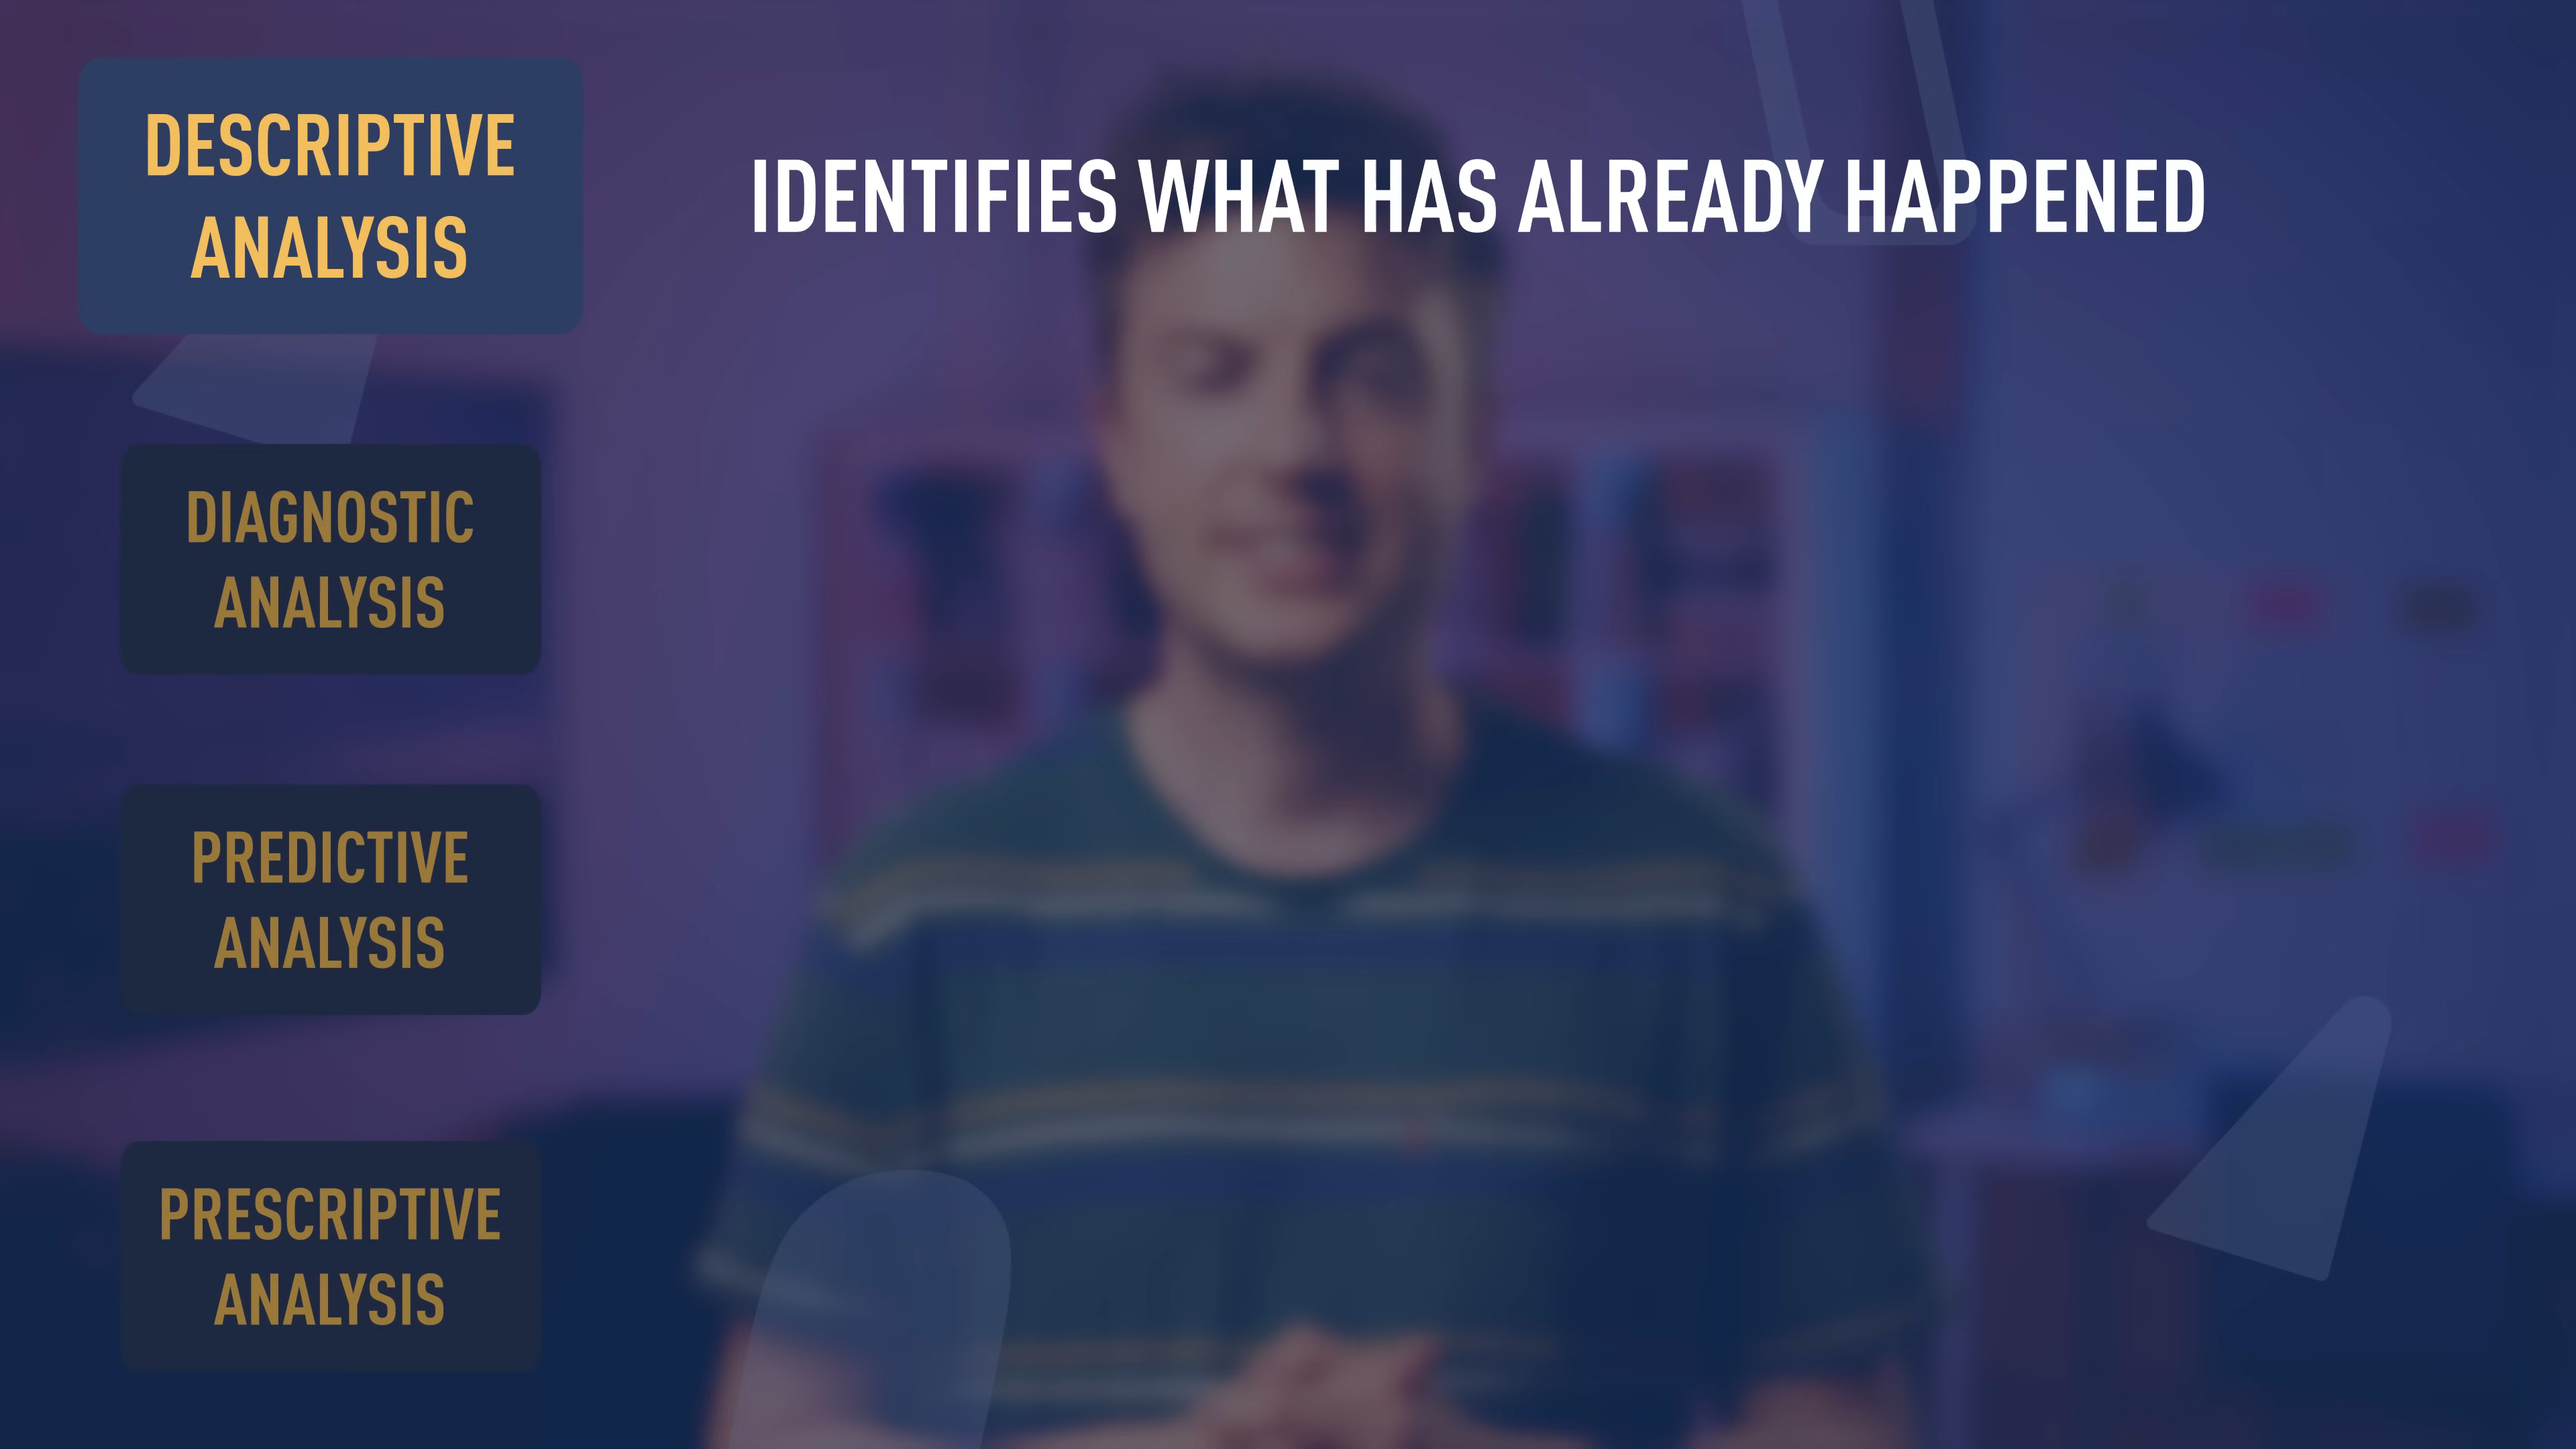 DESCRIPTIVE
ANALYSIS
IDENTIFIES WHAT HAS ALREADY HAPPENED
DIAGNOSTIC
ANALYSIS
PREDICTIVE
ANALYSIS
PRESCRIPTIVE
ANALYSIS